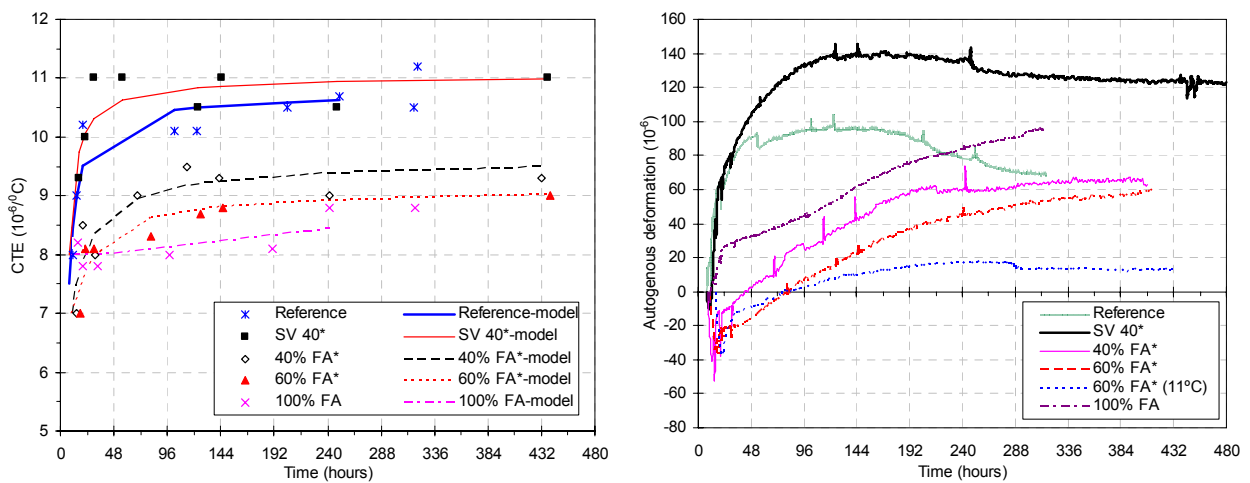 12
11
10
9
8
7
6
5
CTE (10⁻⁶/⁰C)
0 48 96 144 192 240 288 336 384 432 480
Time (hours)
Reference Reference-model
SV 40* SV 40*-model
40% FA* 40% FA*-model
60% FA* 60% FA*-model
100% FA 100% FA-model
160
140
120
100
80
60
40
20
0
-20
-40
-60
-80
Autogenous deformation (10⁻⁶)
0 48 96 144 192 240 288 336 384 432 480
Time (hours)
Reference
SV 40*
40% FA*
60% FA*
60% FA* (11ºC)
100% FA